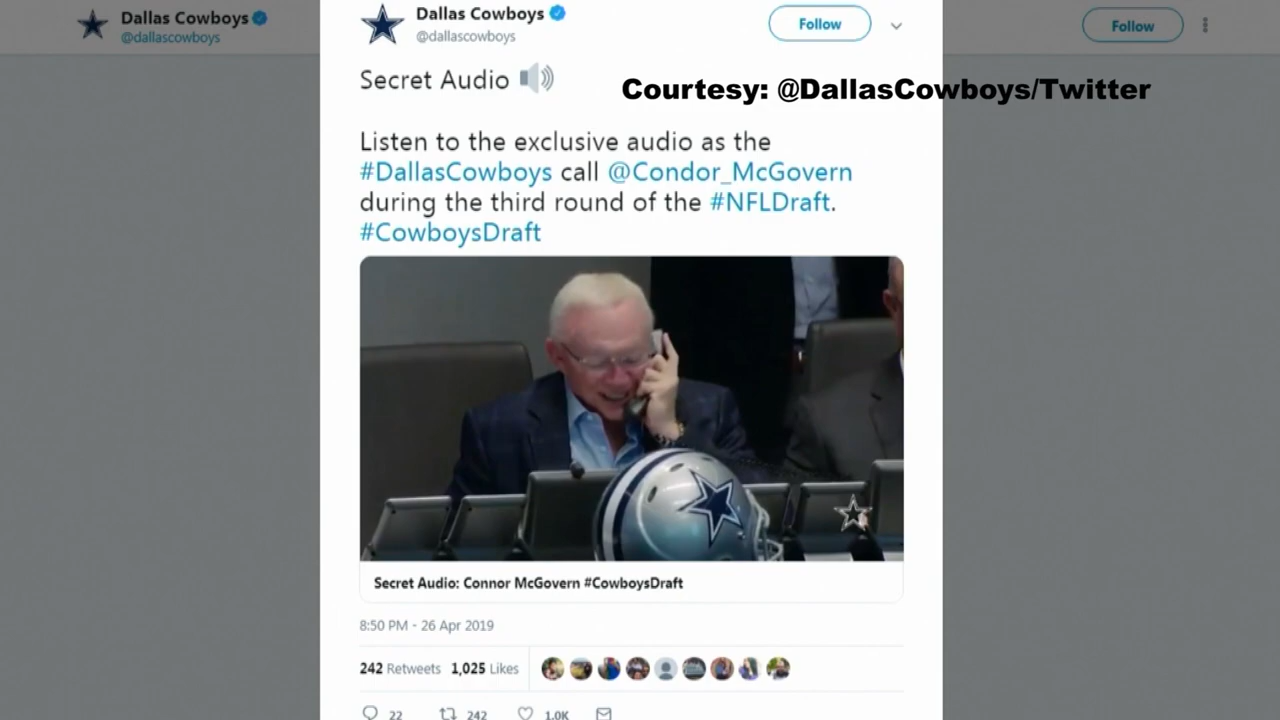 Dallas Cowboys
@dallascowboys
Follow
Dallas Cowboys
@dallascowboys
Follow
Secret Audio
Courtesy: @DallasCowboys/Twitter
Listen to the exclusive audio as the
#DallasCowboys call @Condor_McGovern
during the third round of the #NFLDraft.
#CowboysDraft
Secret Audio: Connor McGovern #CowboysDraft
8:50 PM - 26 Apr 2019
242 Retweets 1,025 Likes
22 242 1.0K